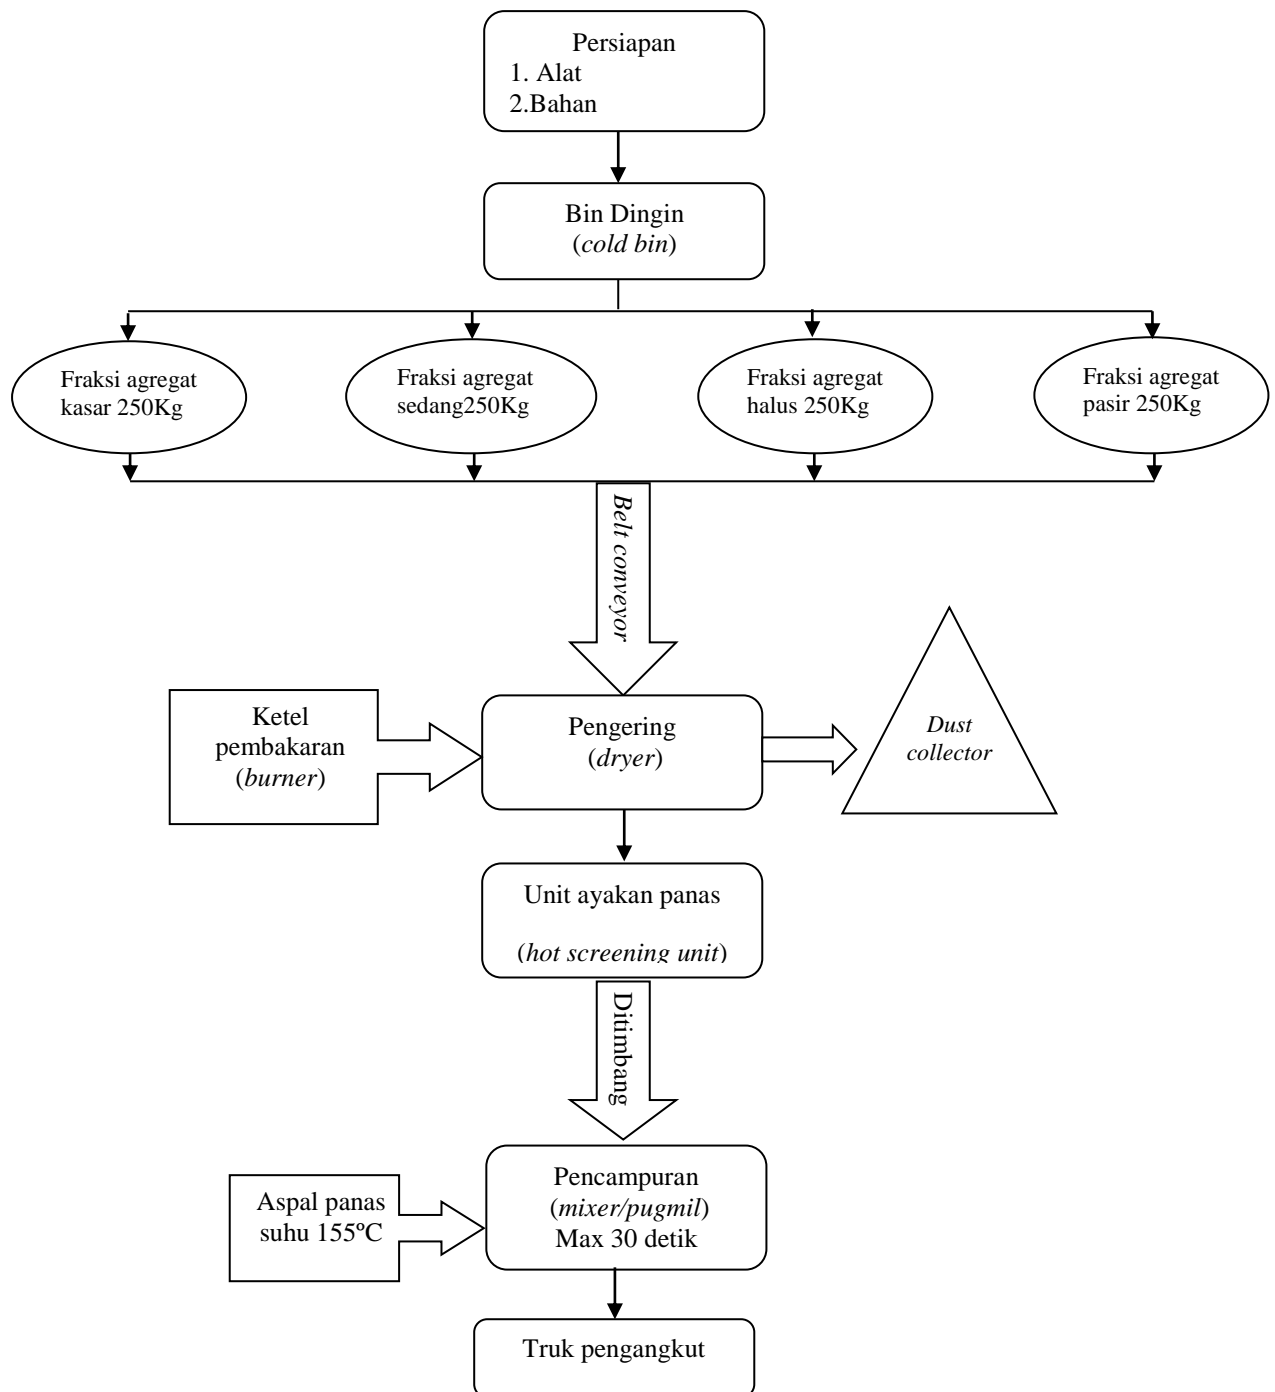 Persiapan
1. Alat
2.Bahan
Bin Dingin
(cold bin)
Fraksi agregat
kasar 250Kg
Fraksi agregat
sedang250Kg
Fraksi agregat
halus 250Kg
Fraksi agregat
pasir 250Kg
Belt conveyor
Ketel
pembakaran
(burner)
Pengering
(dryer)
Dust
collector
Unit ayakan panas
(hot screening unit)
Ditimbang
Aspal panas
suhu 155°C
Pencampuran
(mixer/pugmil)
Max 30 detik
Truk pengangkut